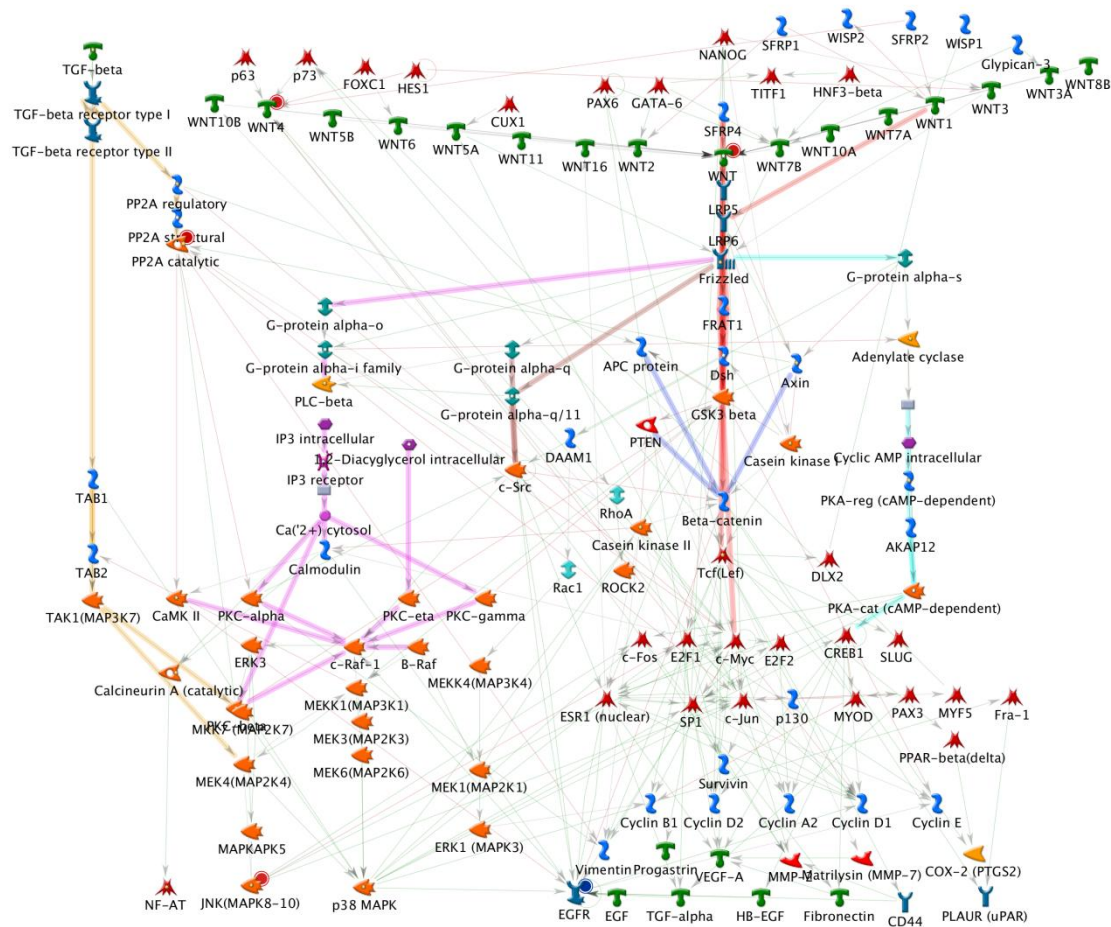 NANOG
SFRP1
WISP2
SFRP2
WISP1
Glypican-3
TGF-beta
p63
p73
FOXC1
HES1
PAX6
GATA-6
TITF1
HNF3-beta
WNT3A
WNT8B
TGF-beta receptor type I
WNT10B
WNT4
WNT5B
WNT6
CUX1
WNT5A
WNT11
WNT16
WNT2
SFRP4
WNT
WNT7B
WNT10A
WNT7A
WNT1
WNT3
TGF-beta receptor type II
PP2A regulatory
PP2A structural
PP2A catalytic
LRP5
LRP6
Frizzled
G-protein alpha-s
G-protein alpha-o
FRAT1
G-protein alpha-i family
G-protein alpha-q
APC protein
Dsh
Axin
Adenylate cyclase
PLC-beta
G-protein alpha-q/11
GSK3 beta
IP3 intracellular
1,2-Diacylglycerol intracellular
DAAM1
PTEN
Casein kinase I
Cyclic AMP intracellular
IP3 receptor
c-Src
TAB1
RhoA
Beta-catenin
PKA-reg (cAMP-dependent)
Ca('2+) cytosol
Casein kinase II
AKAP12
TAB2
Calmodulin
Rac1
ROCK2
Tcf(Lef)
DLX2
TAK1(MAP3K7)
CaMK II
PKC-alpha
PKC-eta
PKC-gamma
PKA-cat (cAMP-dependent)
ERK3
c-Raf-1
B-Raf
MEKK4(MAP3K4)
c-Fos
E2F1
c-Myc
E2F2
CREB1
SLUG
Calcineurin A (catalytic)
MEKK1(MAP3K1)
PKC-beta
MKK7 (MAP2K7)
MEK3(MAP2K3)
ESR1 (nuclear)
SP1
c-Jun
p130
MYOD
PAX3
MYF5
Fra-1
MEK6(MAP2K6)
PPAR-beta(delta)
MEK4(MAP2K4)
MEK1(MAP2K1)
Survivin
MAPKAPK5
ERK1 (MAPK3)
Cyclin B1
Cyclin D2
Cyclin A2
Cyclin D1
Cyclin E
Vimentin
Progastrin
VEGF-A
MMP-2
Matrilysin (MMP-7)
COX-2 (PTGS2)
NF-AT
JNK(MAPK8-10)
p38 MAPK
EGFR
EGF
TGF-alpha
HB-EGF
Fibronectin
CD44
PLAUR (uPAR)